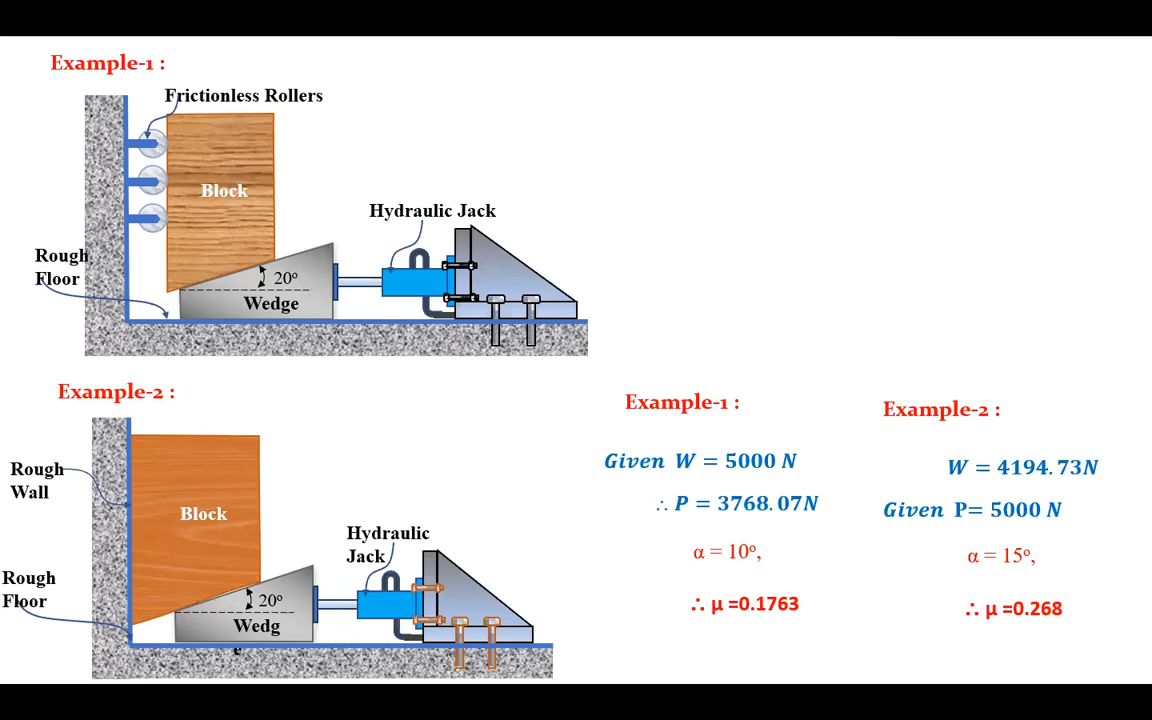 Example-1 :
Frictionless Rollers
Block
Hydraulic Jack
Rough
Floor
20°
Wedge
Example-2 :
Rough
Wall
Block
Hydraulic
Jack
Rough
Floor
20°
Wedg
e
Example-1 :
Given W = 5000 N
∴ P = 3768.07N
α = 10°,
∴ μ =0.1763
Example-2 :
W = 4194.73N
Given P= 5000 N
α = 15°,
∴ μ =0.268